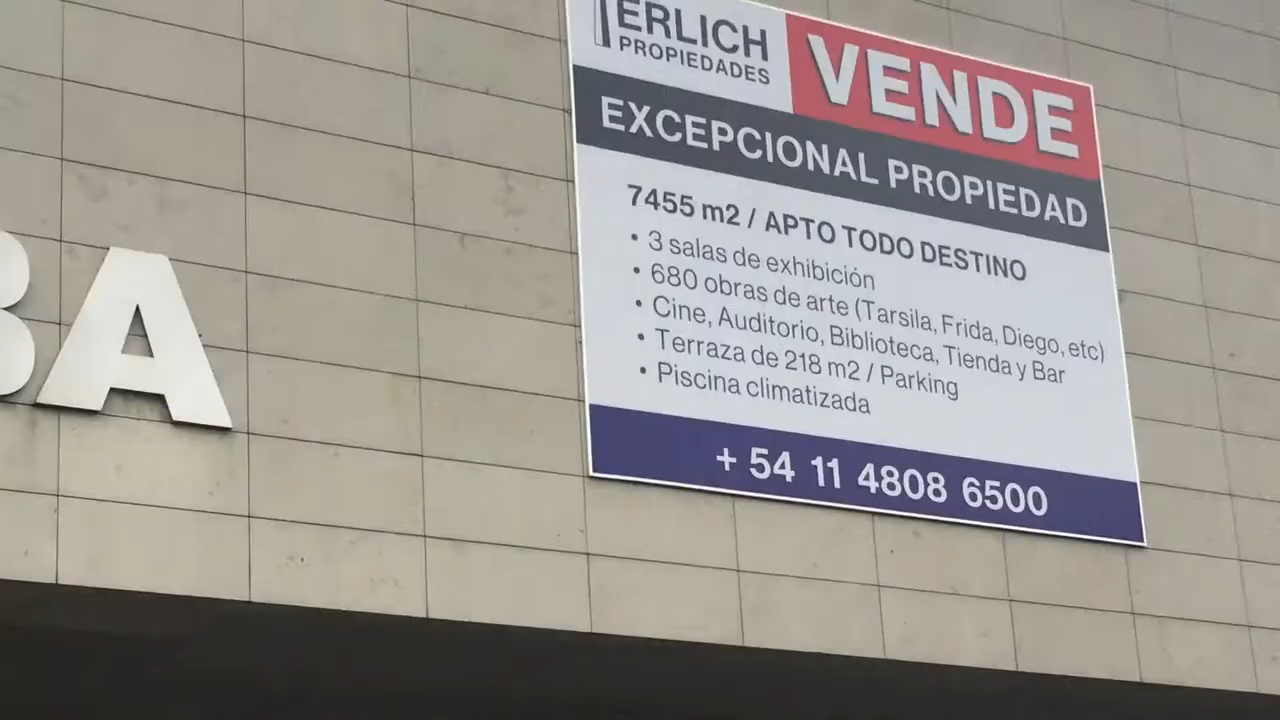 ERLICH
PROPIEDADES
VENDE
EXCEPCIONAL PROPIEDAD
7455 m2 / APTO TODO DESTINO
• 3 salas de exhibición
• 680 obras de arte (Tarsila, Frida, Diego, etc)
• Cine, Auditorio, Biblioteca, Tienda y Bar
• Terraza de 218 m2 / Parking
• Piscina climatizada
+ 54 11 4808 6500
BA